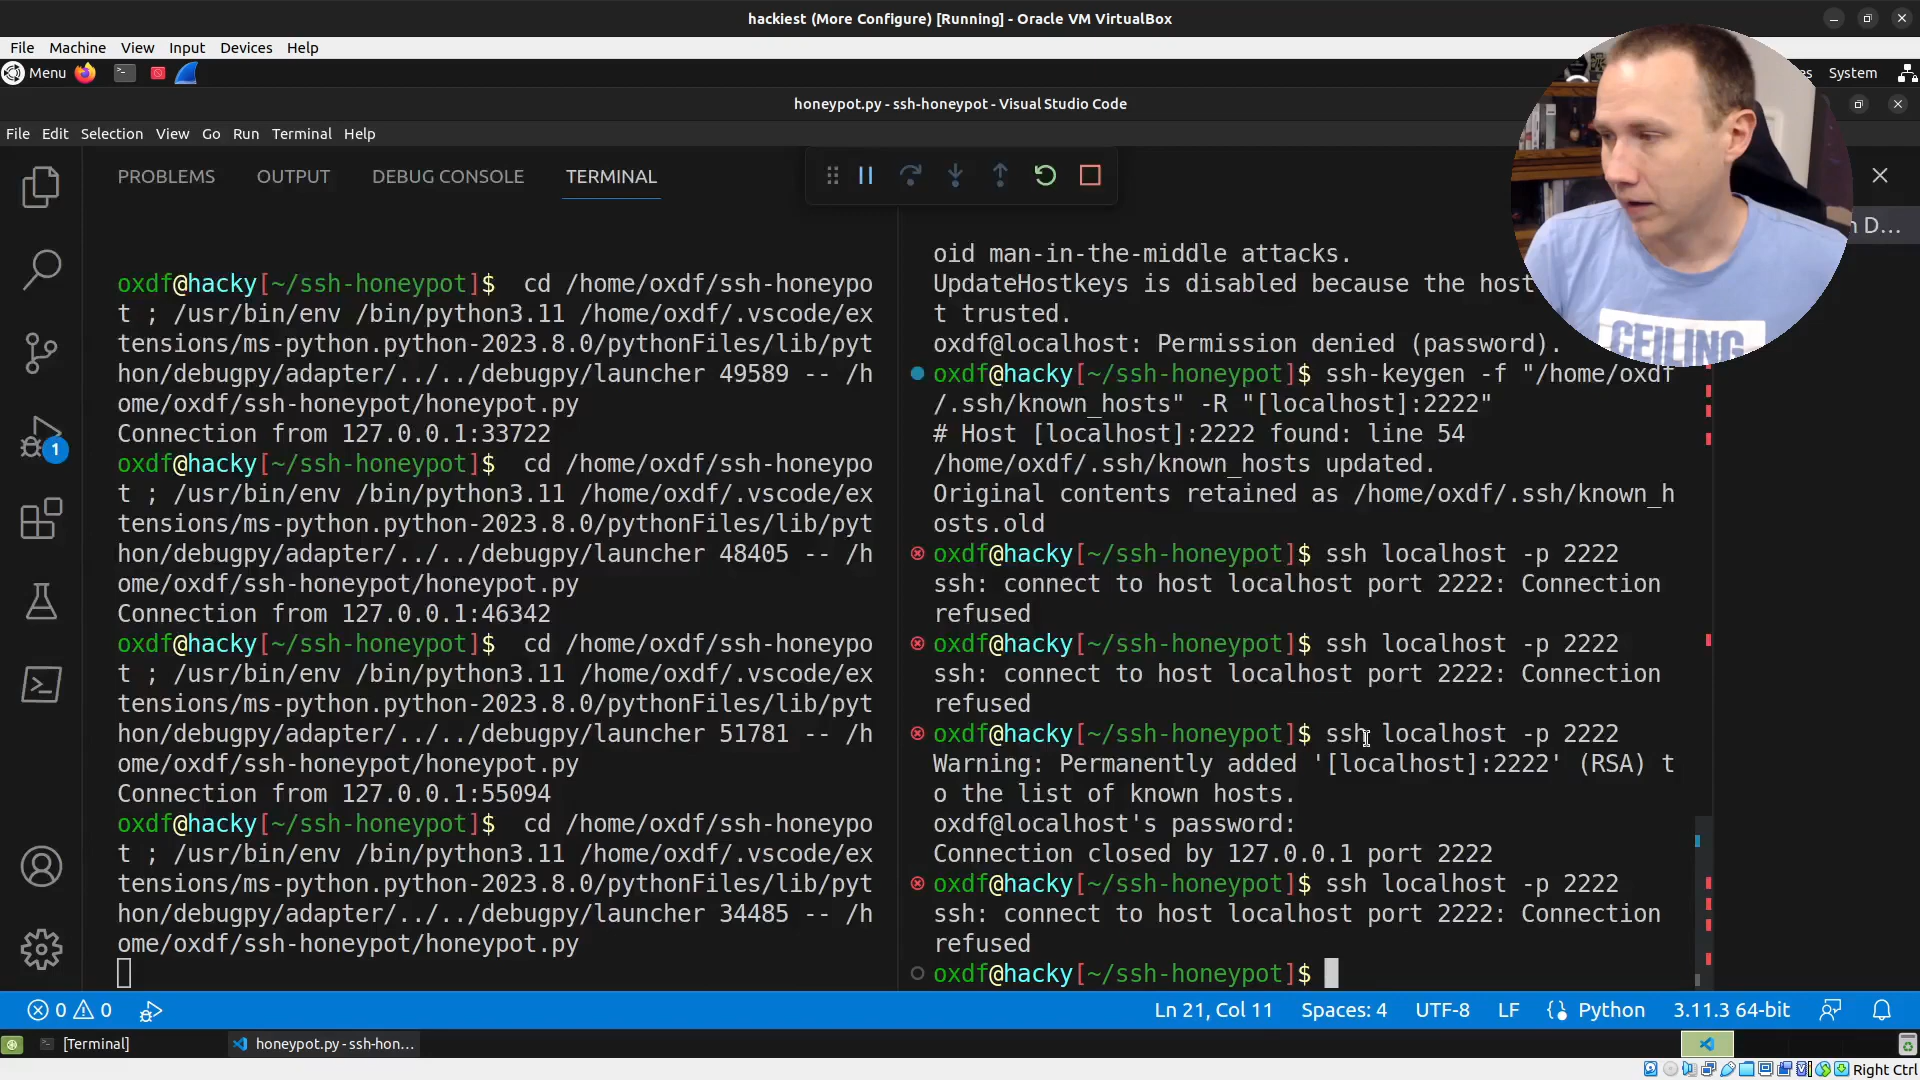 hackiest (More Configure) [Running] - Oracle VM VirtualBox
File Machine View Input Devices Help
Menu
System
honeypot.py - ssh-honeypot - Visual Studio Code
File Edit Selection View Go Run Terminal Help
PROBLEMS OUTPUT DEBUG CONSOLE TERMINAL
D...
oxdf@hacky[~/ssh-honeypot]$  cd /home/oxdf/ssh-honeypo
t ; /usr/bin/env /bin/python3.11 /home/oxdf/.vscode/ex
tensions/ms-python.python-2023.8.0/pythonFiles/lib/pyt
hon/debugpy/adapter/../../debugpy/launcher 49589 -- /h
ome/oxdf/ssh-honeypot/honeypot.py
Connection from 127.0.0.1:33722
oxdf@hacky[~/ssh-honeypot]$  cd /home/oxdf/ssh-honeypo
t ; /usr/bin/env /bin/python3.11 /home/oxdf/.vscode/ex
tensions/ms-python.python-2023.8.0/pythonFiles/lib/pyt
hon/debugpy/adapter/../../debugpy/launcher 48405 -- /h
ome/oxdf/ssh-honeypot/honeypot.py
Connection from 127.0.0.1:46342
oxdf@hacky[~/ssh-honeypot]$  cd /home/oxdf/ssh-honeypo
t ; /usr/bin/env /bin/python3.11 /home/oxdf/.vscode/ex
tensions/ms-python.python-2023.8.0/pythonFiles/lib/pyt
hon/debugpy/adapter/../../debugpy/launcher 51781 -- /h
ome/oxdf/ssh-honeypot/honeypot.py
Connection from 127.0.0.1:55094
oxdf@hacky[~/ssh-honeypot]$  cd /home/oxdf/ssh-honeypo
t ; /usr/bin/env /bin/python3.11 /home/oxdf/.vscode/ex
tensions/ms-python.python-2023.8.0/pythonFiles/lib/pyt
hon/debugpy/adapter/../../debugpy/launcher 34485 -- /h
ome/oxdf/ssh-honeypot/honeypot.py
oid man-in-the-middle attacks.
UpdateHostkeys is disabled because the host
t trusted.
oxdf@localhost: Permission denied (password).
oxdf@hacky[~/ssh-honeypot]$ ssh-keygen -f "/home/oxdf
/.ssh/known_hosts" -R "[localhost]:2222"
# Host [localhost]:2222 found: line 54
/home/oxdf/.ssh/known_hosts updated.
Original contents retained as /home/oxdf/.ssh/known_h
osts.old
oxdf@hacky[~/ssh-honeypot]$ ssh localhost -p 2222
ssh: connect to host localhost port 2222: Connection
refused
oxdf@hacky[~/ssh-honeypot]$ ssh localhost -p 2222
ssh: connect to host localhost port 2222: Connection
refused
oxdf@hacky[~/ssh-honeypot]$ ssh localhost -p 2222
Warning: Permanently added '[localhost]:2222' (RSA) t
o the list of known hosts.
oxdf@localhost's password:
Connection closed by 127.0.0.1 port 2222
oxdf@hacky[~/ssh-honeypot]$ ssh localhost -p 2222
ssh: connect to host localhost port 2222: Connection
refused
oxdf@hacky[~/ssh-honeypot]$
CEILING
1
0 0 Ln 21, Col 11 Spaces: 4 UTF-8 LF Python 3.11.3 64-bit
[Terminal] honeypot.py - ssh-hon...
Right Ctrl